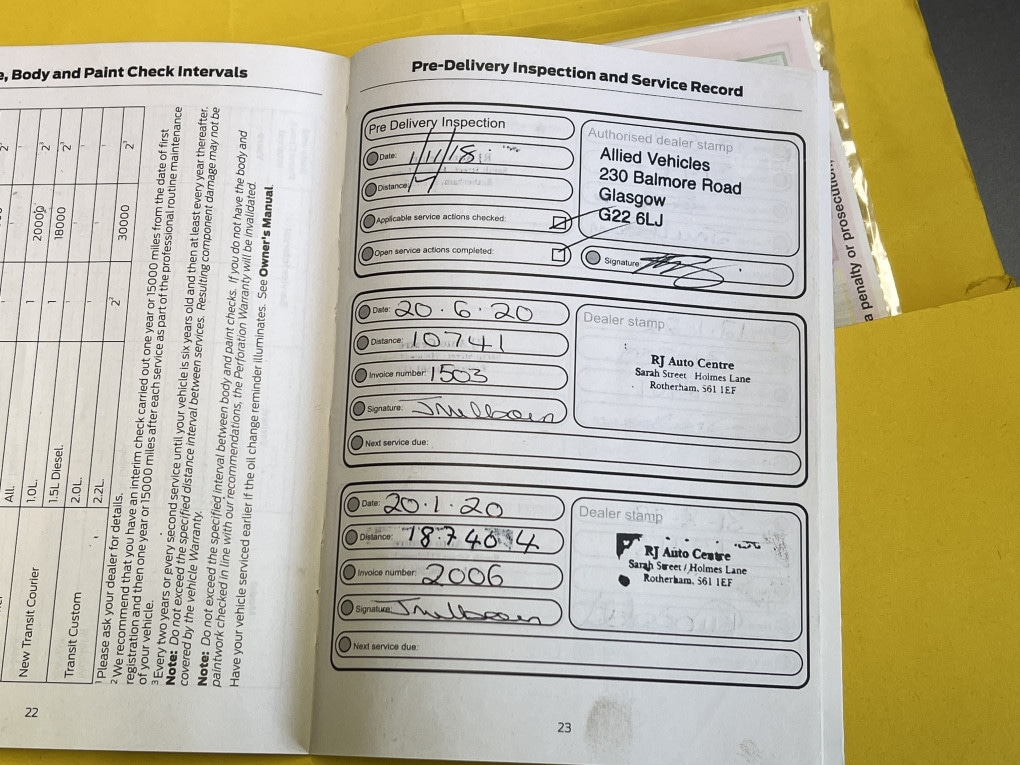 e, Body and Paint Check Intervals
2³
2³
2³
2³
2000
18000
30000
1
1
2²
All.
1.0L.
1.5L Diesel.
2.0L.
2.2L.
New Transit Courier
Transit Custom
¹ Please ask your dealer for details.
² We recommend that you have an interim check carried out one year or 15000 miles from the date of first
registration and then one year or 15000 miles after each service as part of the professional routine maintenance
of your vehicle.
³ Every two years or every second service until your vehicle is six years old and then at least every year thereafter.
Note: Do not exceed the specified distance interval between services. Resulting component damage may not be
covered by the vehicle Warranty.
Note: Do not exceed the specified interval between body and paint checks. If you do not have the body and
paintwork checked in line with our recommendations, the Perforation Warranty will be invalidated.
Have your vehicle serviced earlier if the oil change reminder illuminates. See Owner's Manual.
22
Pre-Delivery Inspection and Service Record
Pre Delivery Inspection
Date: 1/11/18
Distance
Applicable service actions checked:
Open service actions completed:
Authorised dealer stamp
Allied Vehicles
230 Balmore Road
Glasgow
G22 6LJ
Signature:
Date: 20.6.20
Distance: 10741
Invoice number: 1503
Signature:
Next service due:
Dealer stamp
RJ Auto Centre
Sarah Street Holmes Lane
Rotherham. S61 1EF
Date: 20.1.20
Distance:
Invoice number: 2006
Signature:
Next service due:
Dealer stamp
RJ Auto Centre
Sarah Street / Holmes Lane
Rotherham. S61 1EF
23
a penalty or prosecution.